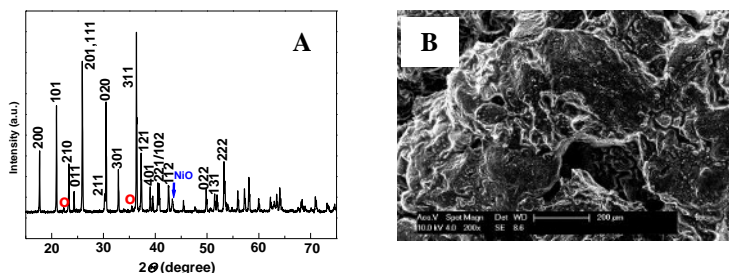 A
Intensity (a.u.)
200
101
210
011
201,111
211
020
301
311
121
401
221/102
112
NiO
022
131
222
O
O
20 30 40 50 60 70
2Θ (degree)
B
Acc.V Spot Magn Det WD
10.0 kV 4.0 200x SE 8.6
200 μm